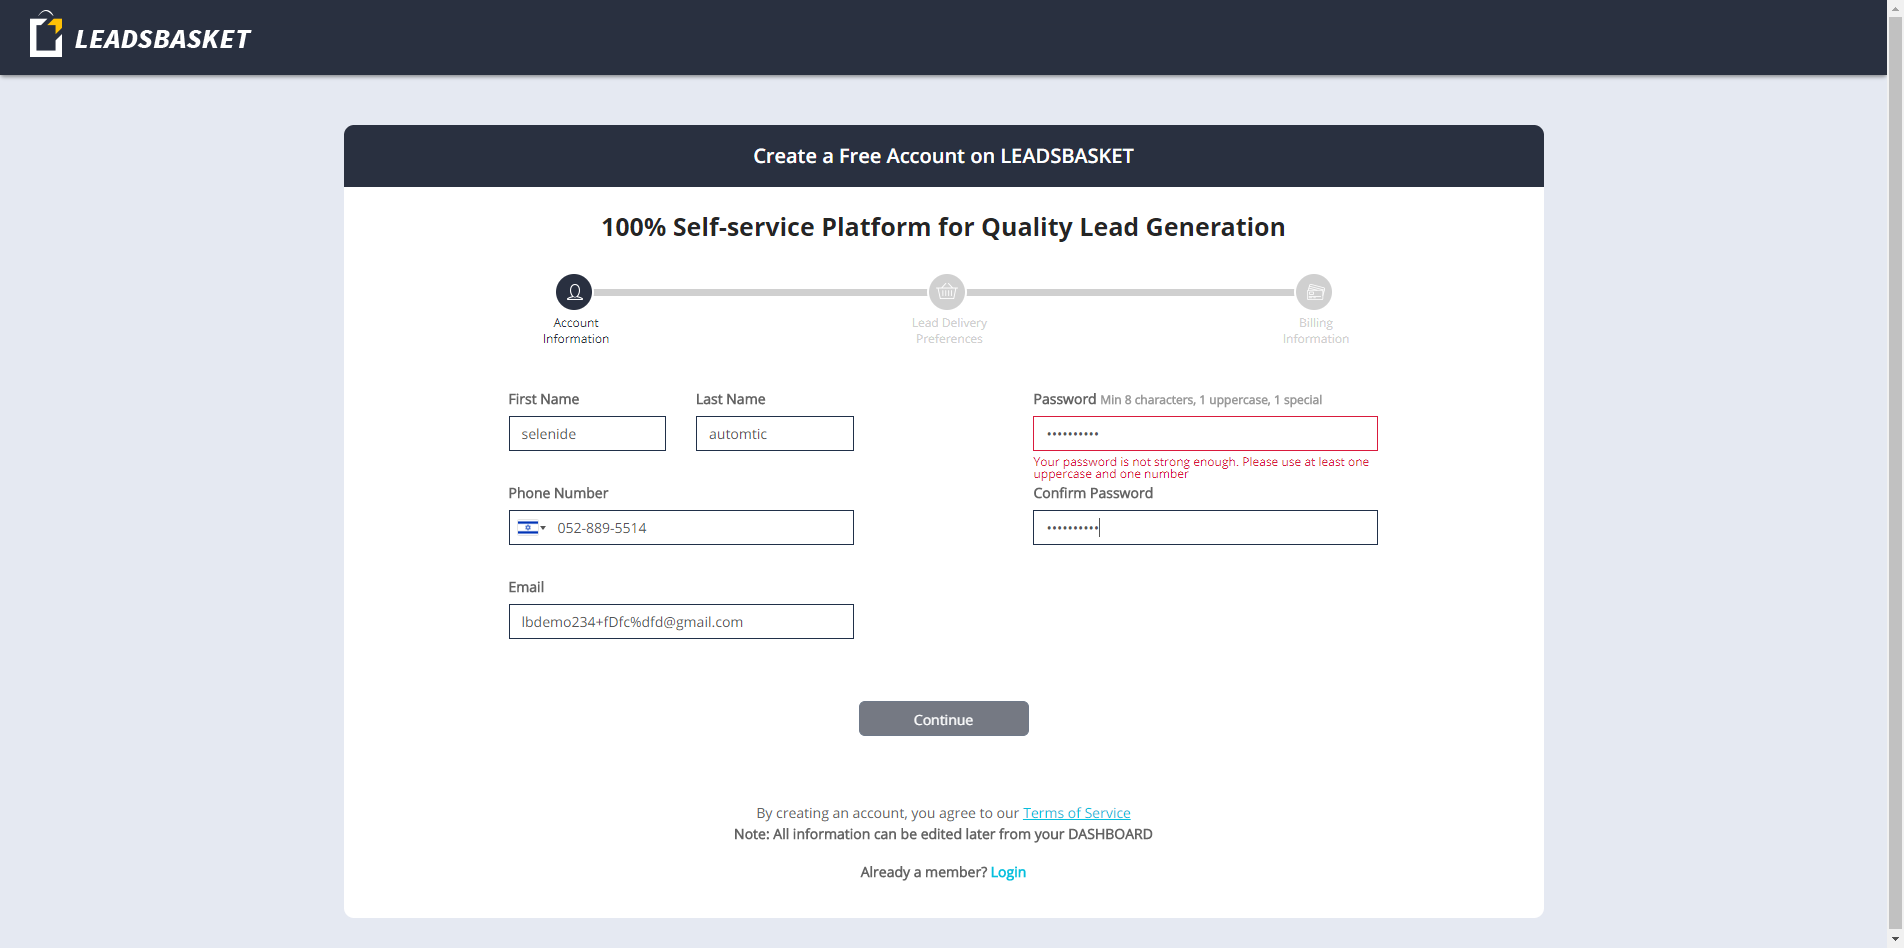 LEADSBASKET
Create a Free Account on LEADSBASKET
100% Self-service Platform for Quality Lead Generation
Account
Information
Lead Delivery
Preferences
Billing
Information
First Name
Last Name
selenide
automtic
Phone Number
052-889-5514
Email
lbdemo234+fDfc%dfd@gmail.com
Password Min 8 characters, 1 uppercase, 1 special
••••••••••
Your password is not strong enough. Please use at least one
uppercase and one number
Confirm Password
••••••••••
Continue
By creating an account, you agree to our Terms of Service
Note: All information can be edited later from your DASHBOARD
Already a member? Login